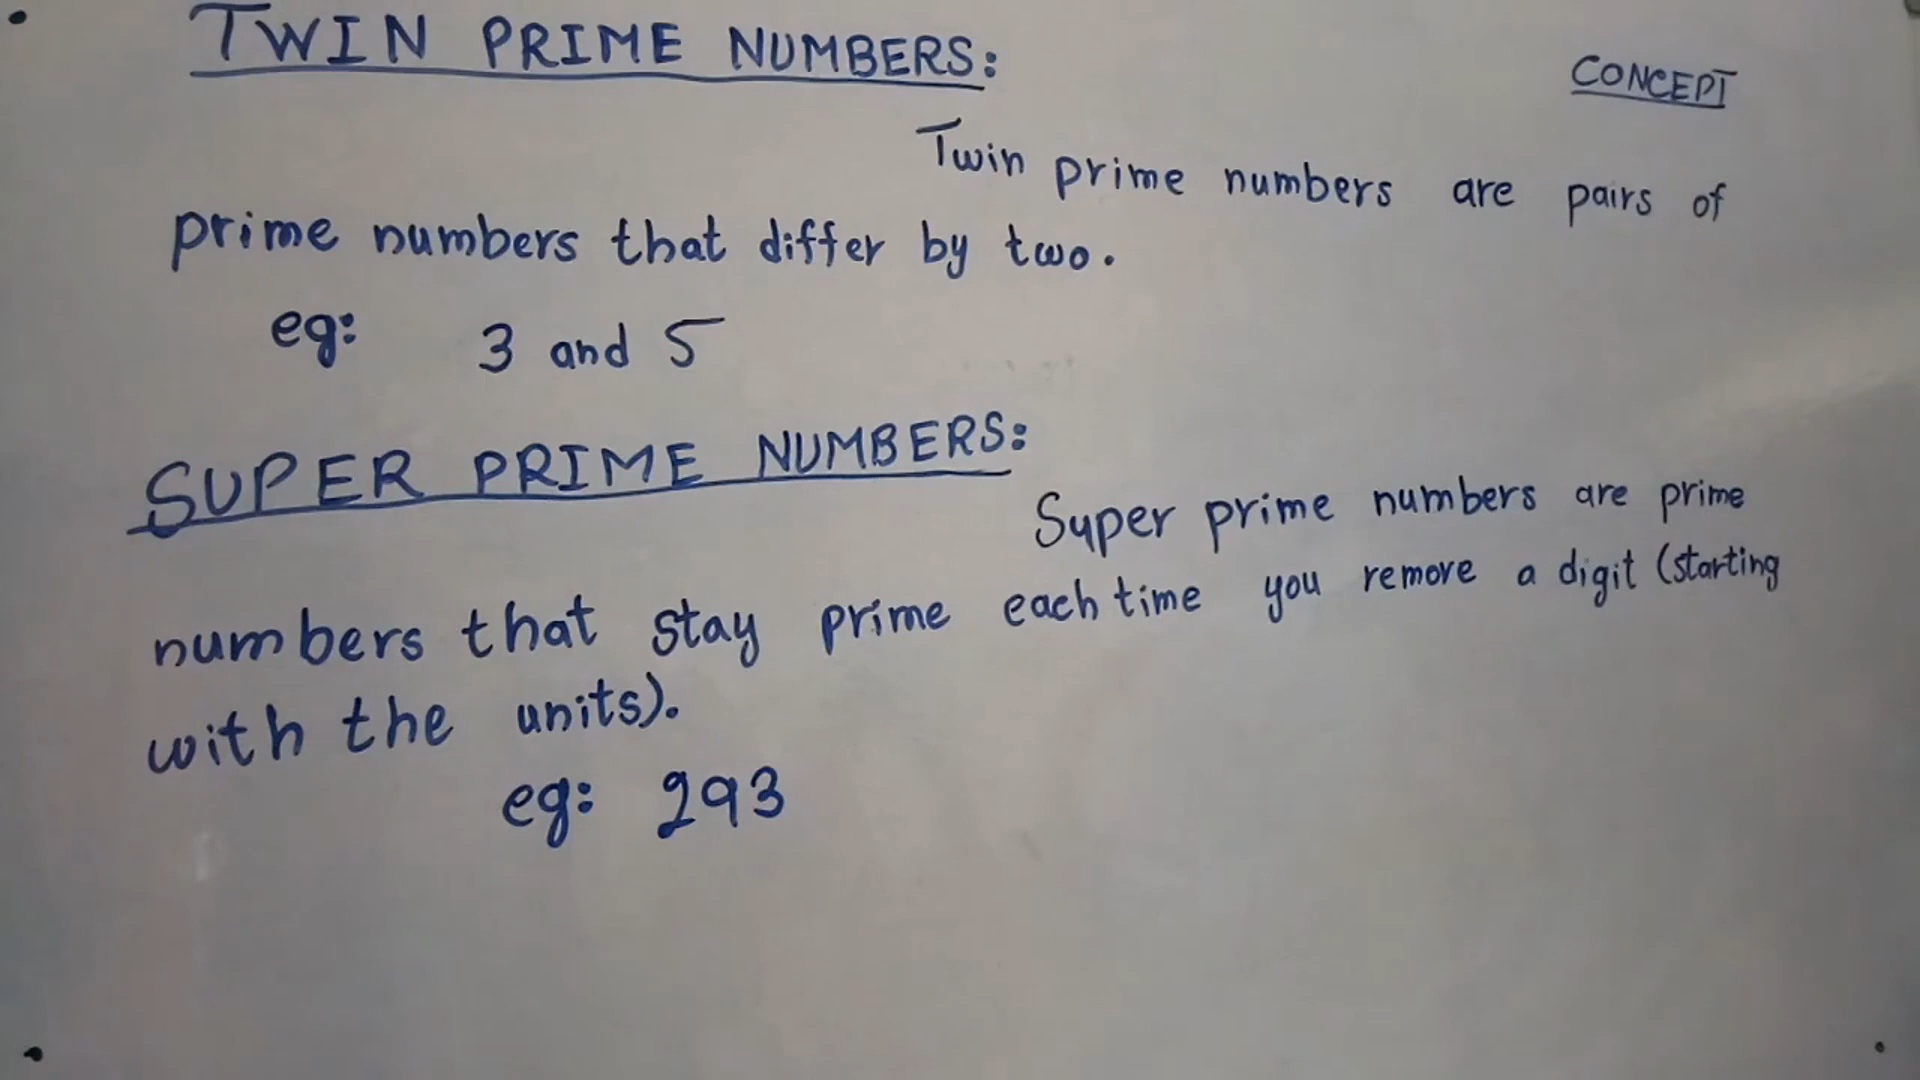 TWIN PRIME NUMBERS:
CONCEPT
Twin prime numbers are pairs of
prime numbers that differ by two.
eg: 3 and 5
SUPER PRIME NUMBERS:
Super prime numbers are prime
numbers that stay prime each time you remove a digit (starting
with the units).
eg: 293